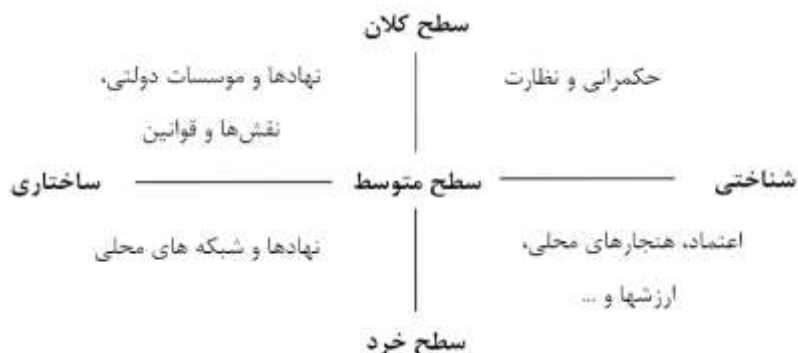 سطح کلان
حکمرانی و نظارت
نهادها و موسسات دولتی،
نقش‌ها و قوانین
شناختی
سطح متوسط
ساختاری
اعتماد، هنجارهای محلی،
ارزشها و ...
نهادها و شبکه های محلی
سطح خرد